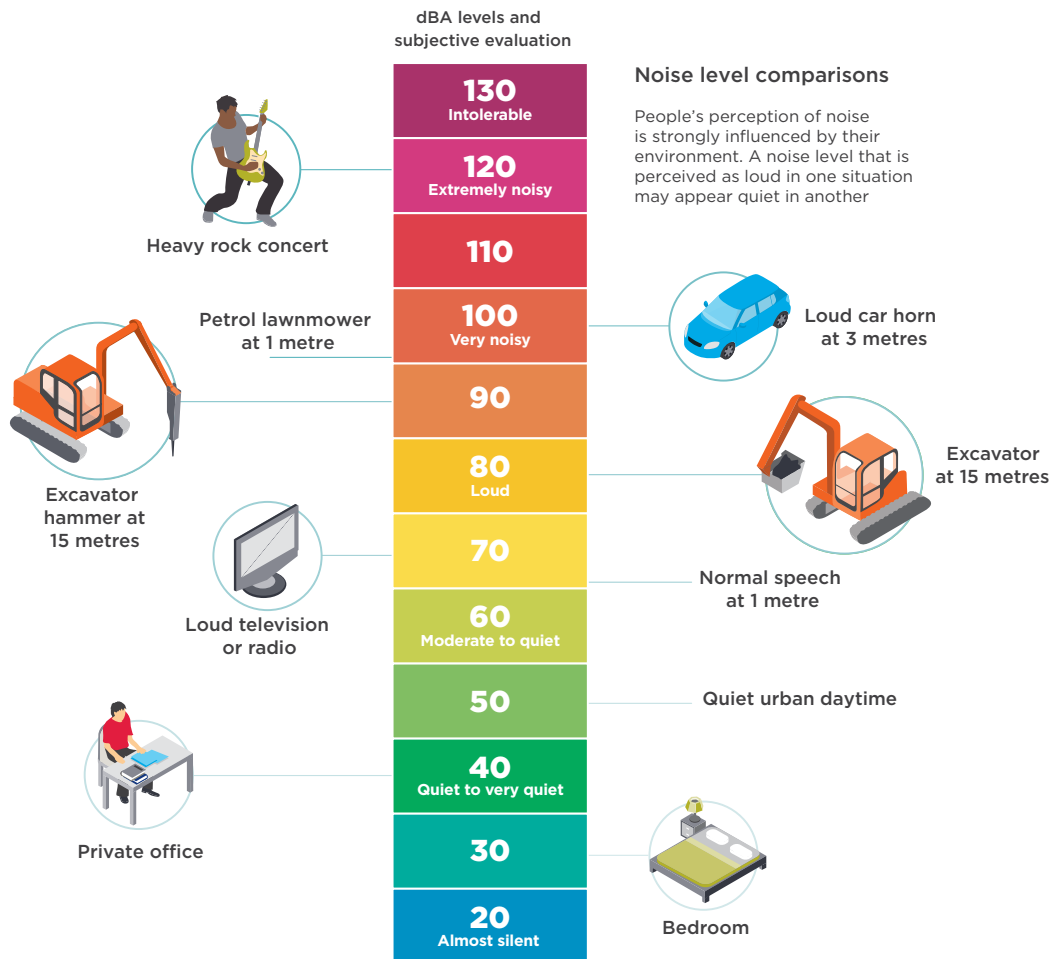 dBA levels and
subjective evaluation
Noise level comparisons
People’s perception of noise
is strongly influenced by their
environment. A noise level that is
perceived as loud in one situation
may appear quiet in another
130
Intolerable
120
Extremely noisy
Heavy rock concert
110
100
Very noisy
Petrol lawnmower
at 1 metre
Loud car horn
at 3 metres
90
Excavator
hammer at
15 metres
80
Loud
Excavator
at 15 metres
70
Loud television
or radio
Normal speech
at 1 metre
60
Moderate to quiet
50
Quiet urban daytime
40
Quiet to very quiet
Private office
30
Bedroom
20
Almost silent